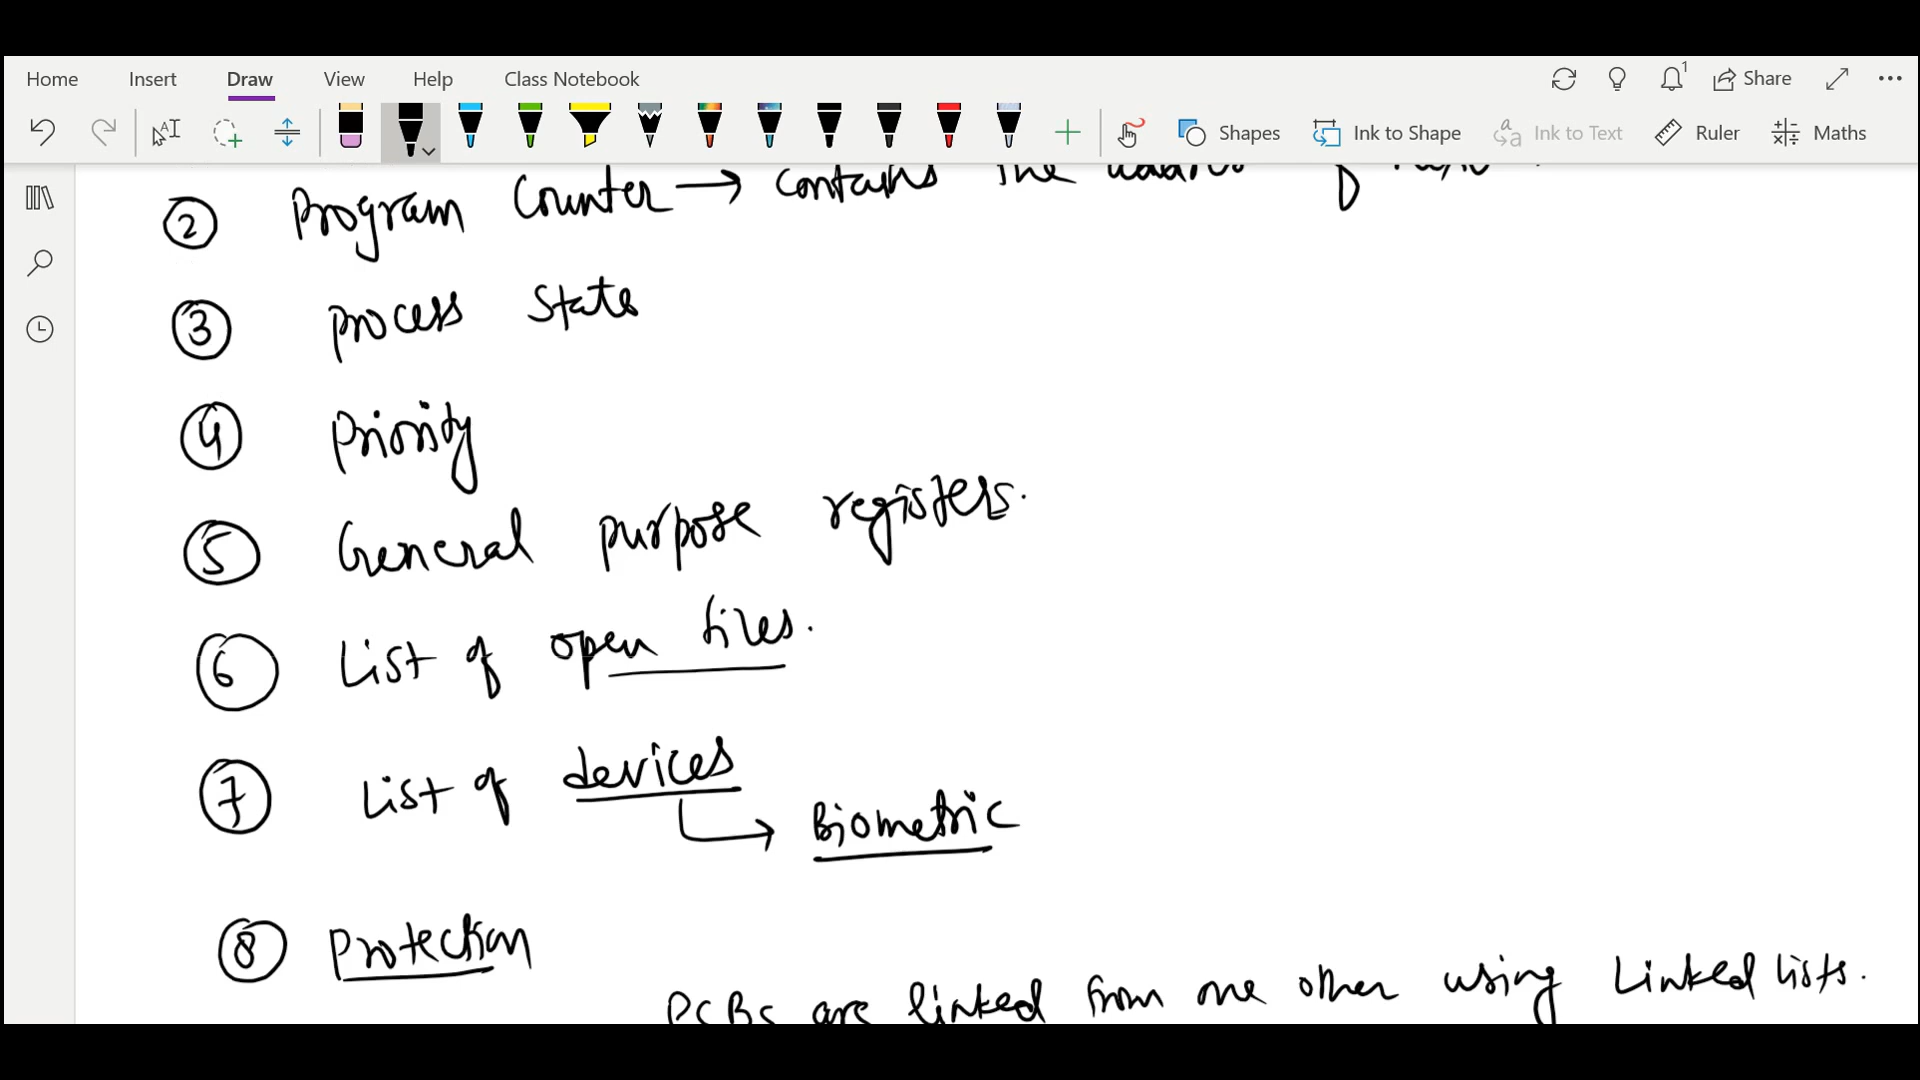 Home Insert Draw View Help Class Notebook 1 Share
Shapes Ink to Shape Ink to Text Ruler Maths
2 Program Counter → contains the
3 process state
4 Priority
5 General purpose registers.
6 List of open files.
7 List of devices
Biometric
8 Protection
PCBs are linked from one other using Linked lists.